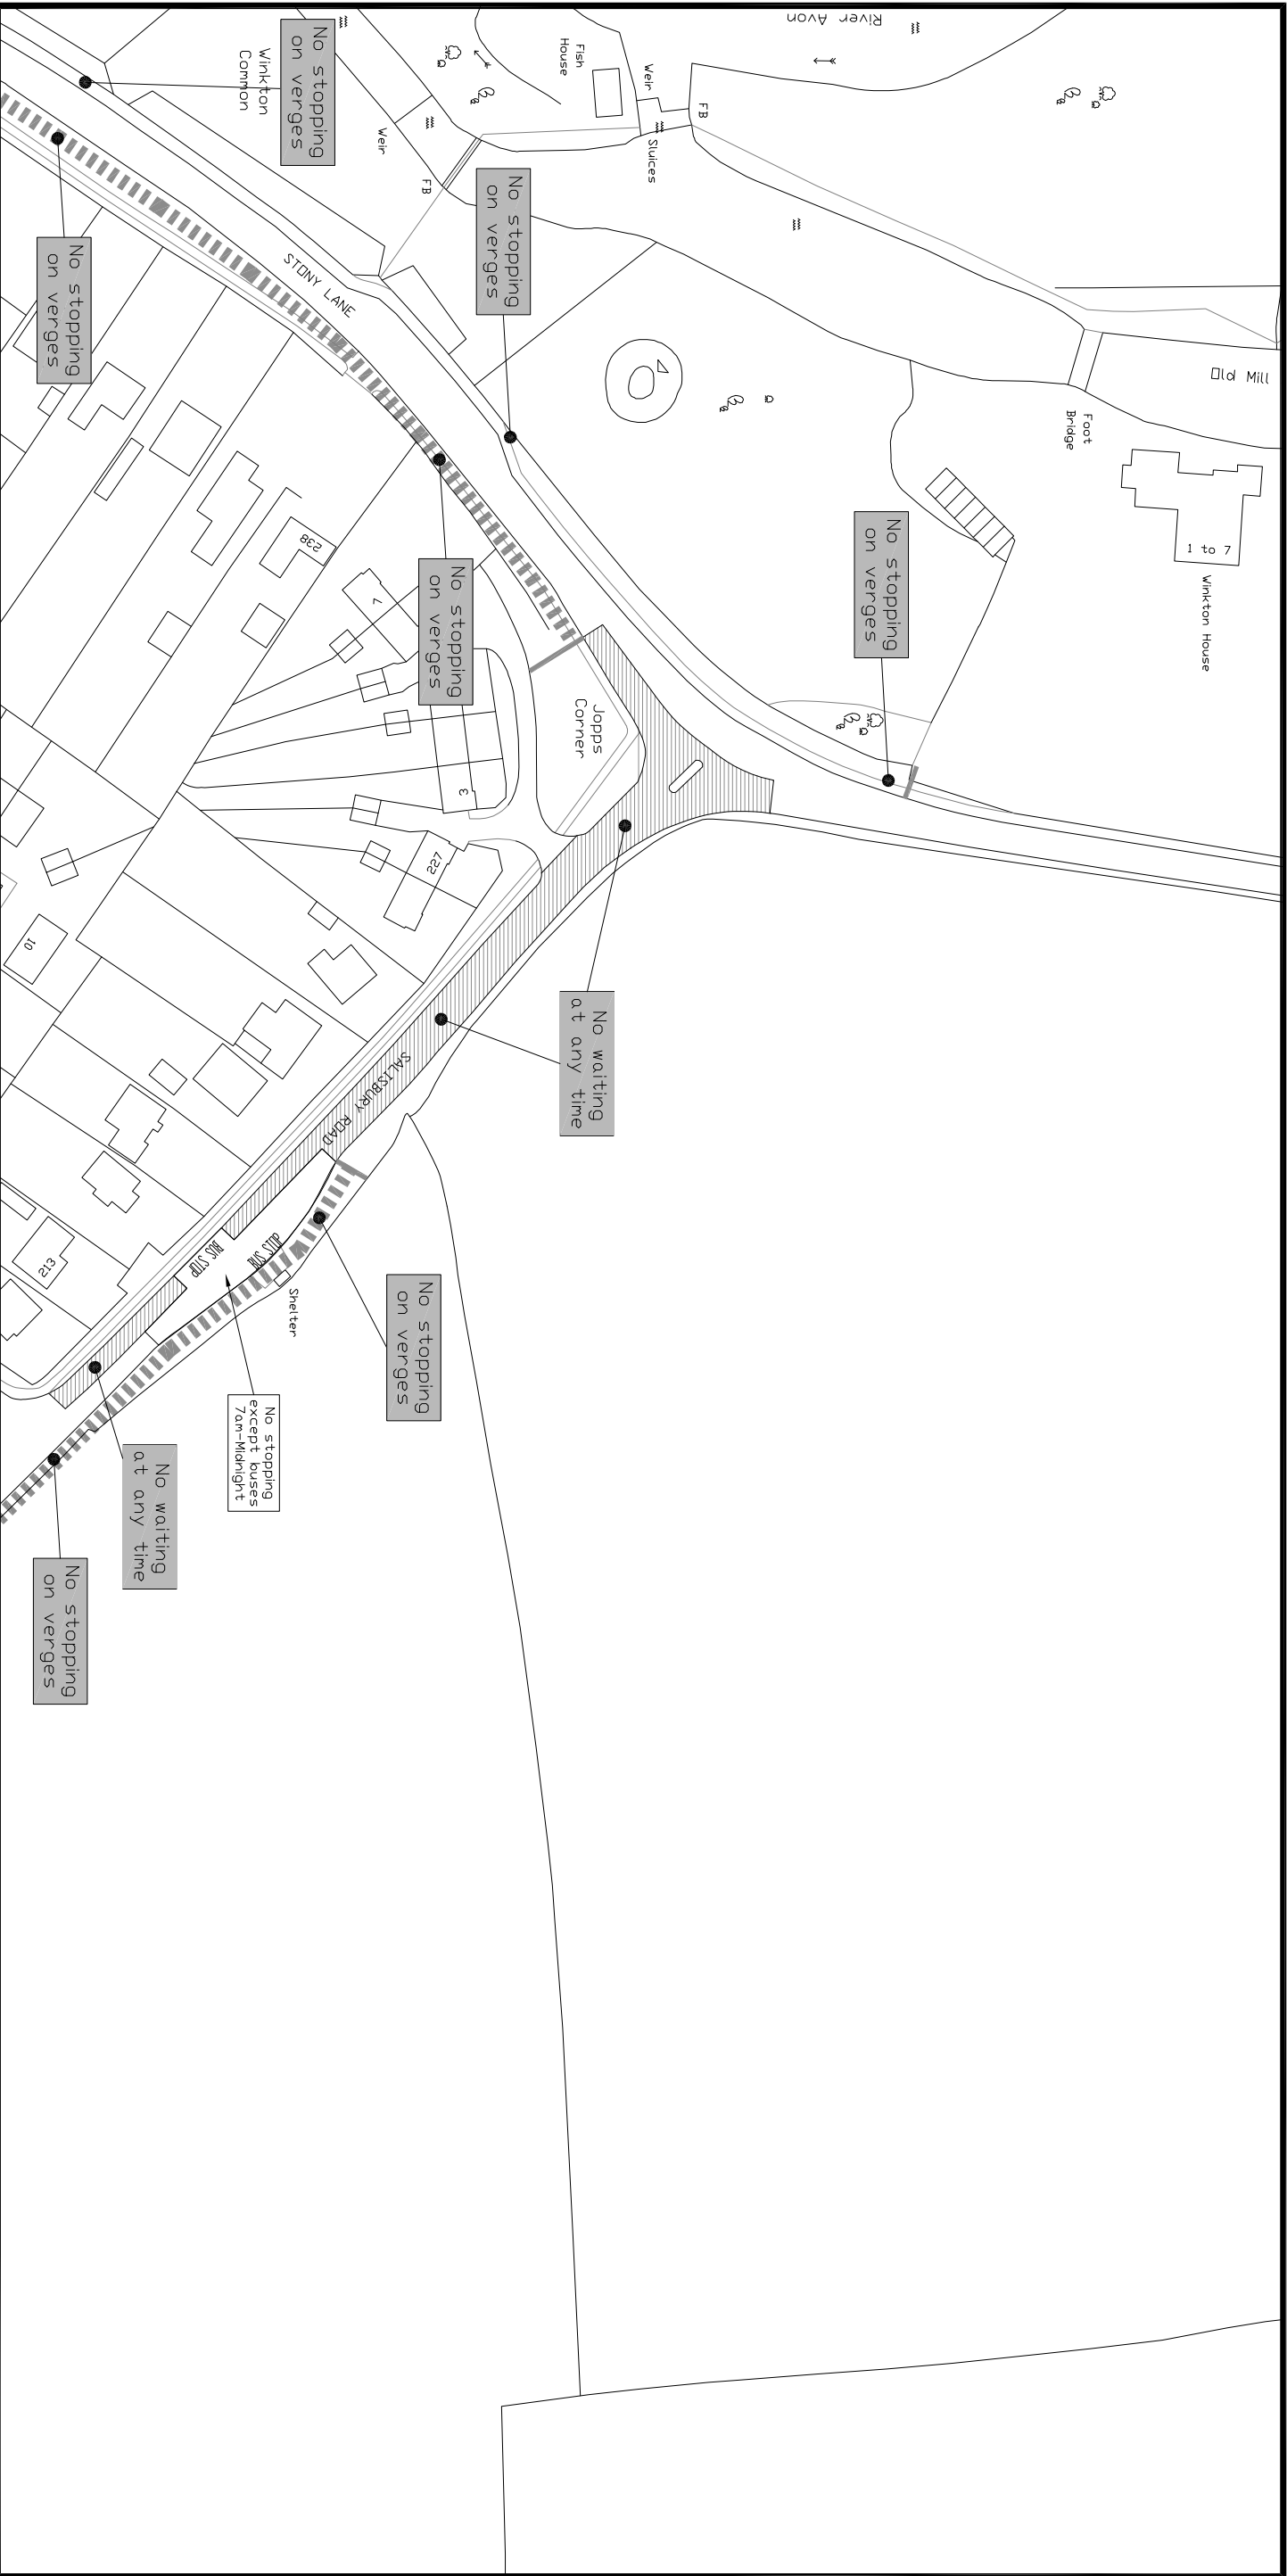 River Avon
No stopping
on verges
Winkton
Common
Fish
House
Weir
FB
Sluices
Weir
FB
No stopping
on verges
Old Mill
Foot
Bridge
1 to 7
Winkton House
No stopping
on verges
STONY LANE
No stopping
on verges
No stopping
on verges
238
7
3
Jopps
Corner
227
10
No waiting
at any time
SALISBURY ROAD
213
BUS STOP
BUS STOP
Shelter
No stopping
on verges
No stopping
except buses
7am-Midnight
No waiting
at any time
No stopping
on verges